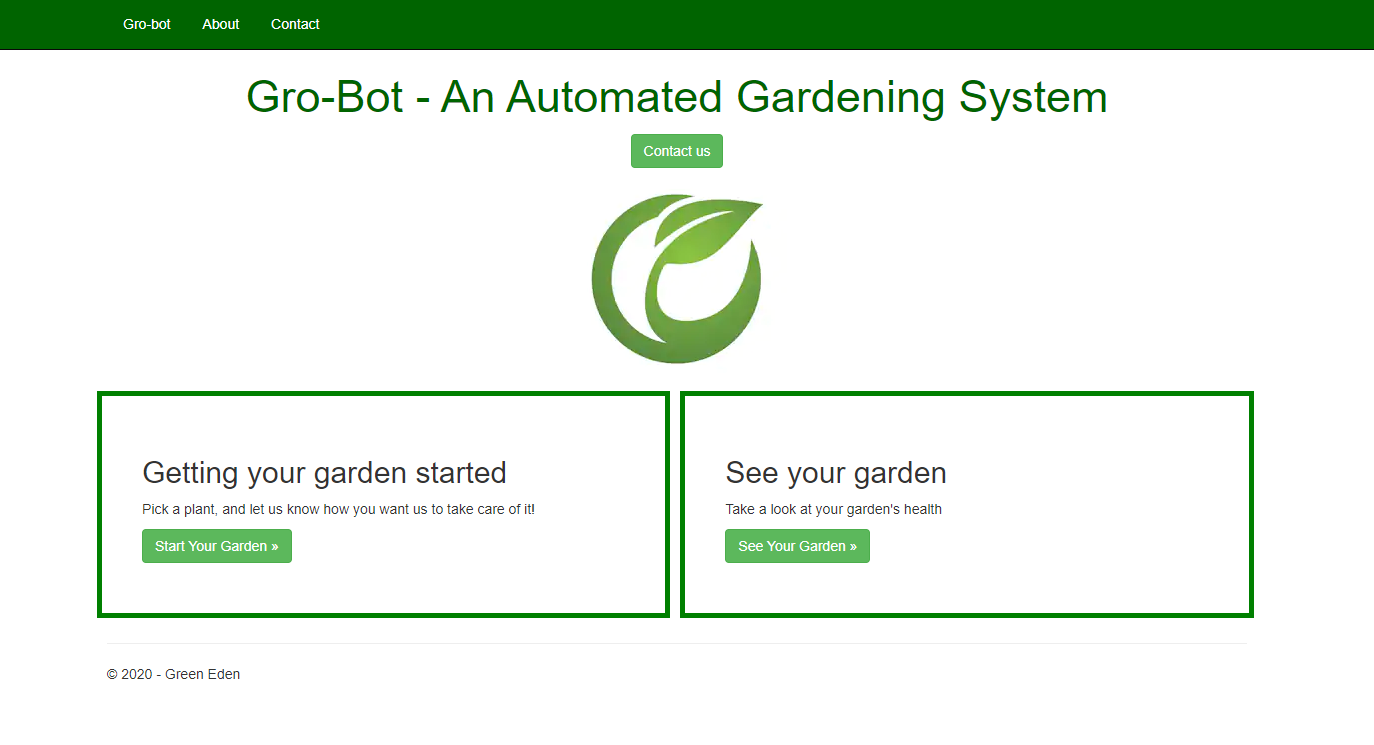 Gro-bot About Contact
Gro-Bot - An Automated Gardening System
Contact us
Getting your garden started
Pick a plant, and let us know how you want us to take care of it!
Start Your Garden »
See your garden
Take a look at your garden's health
See Your Garden »
© 2020 - Green Eden